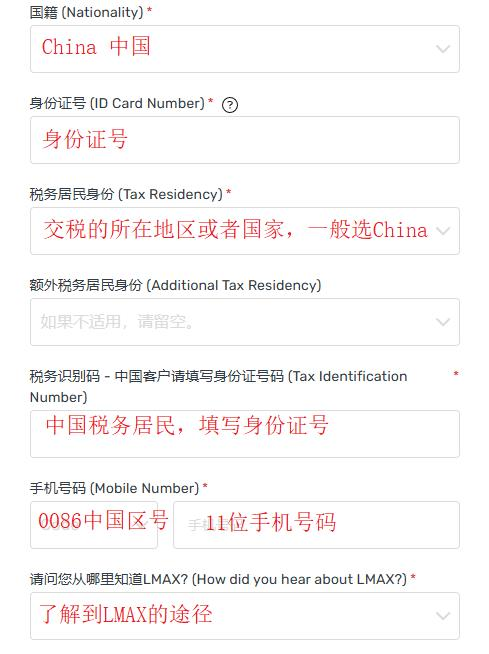 国籍 (Nationality) *
China 中国
身份证号 (ID Card Number) * ?
身份证号
税务居民身份 (Tax Residency) *
交税的所在地区或者国家，一般选China
额外税务居民身份 (Additional Tax Residency)
如果不适用，请留空。
税务识别码 - 中国客户请填写身份证号码 (Tax Identification *
Number)
中国税务居民，填写身份证号
手机号码 (Mobile Number) *
0086中国区号 11位手机号码
请问您从哪里知道LMAX? (How did you hear about LMAX?) *
了解到LMAX的途径